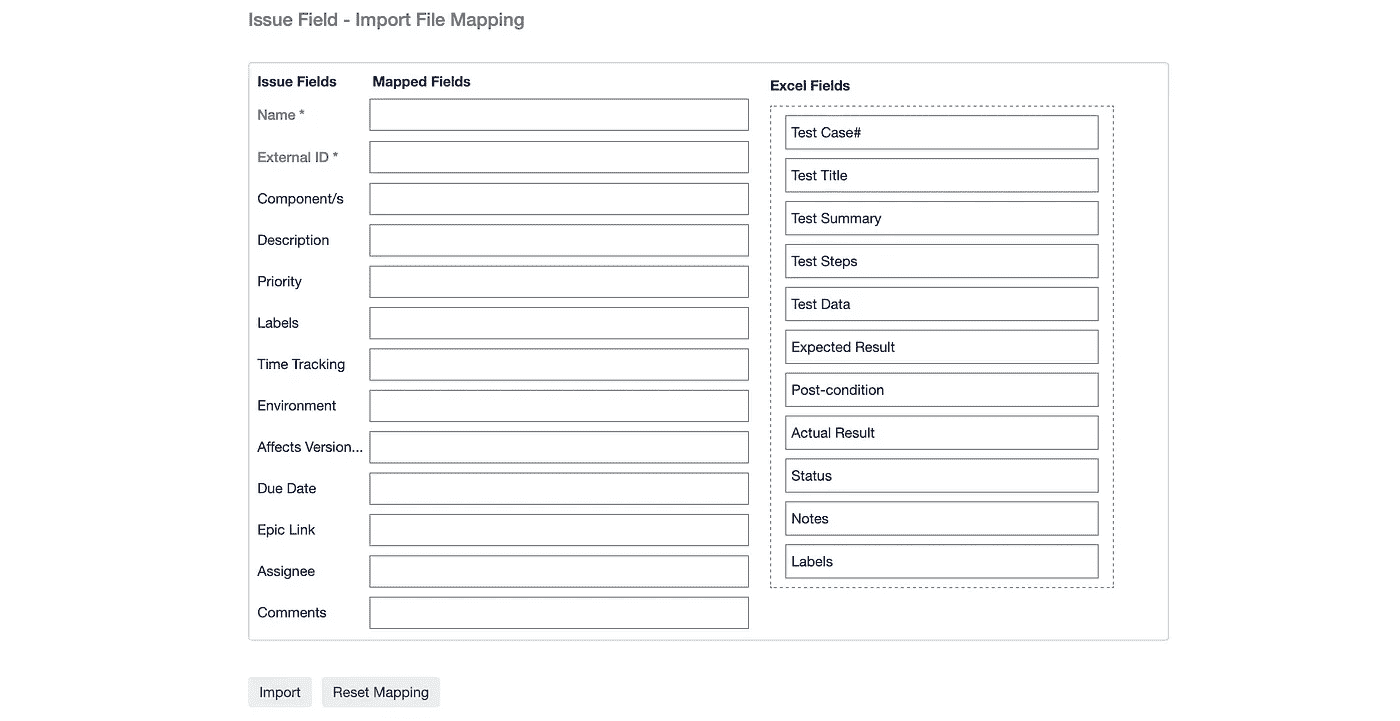 Issue Field - Import File Mapping
Issue Fields
Mapped Fields
Name *
External ID *
Component/s
Description
Priority
Labels
Time Tracking
Environment
Affects Version...
Due Date
Epic Link
Assignee
Comments
Excel Fields
Test Case#
Test Title
Test Summary
Test Steps
Test Data
Expected Result
Post-condition
Actual Result
Status
Notes
Labels
Import
Reset Mapping